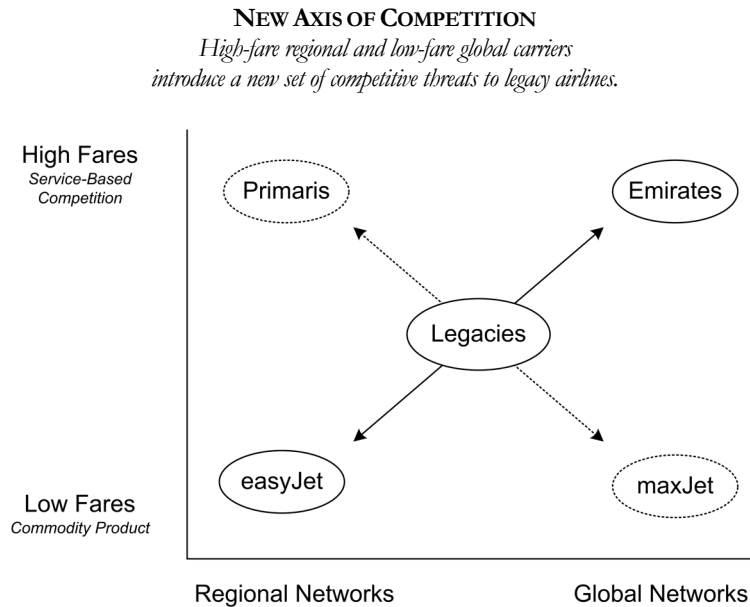 NEW AXIS OF COMPETITION
High-fare regional and low-fare global carriers
introduce a new set of competitive threats to legacy airlines.
High Fares
Service-Based
Competition
Primaris
Emirates
Legacies
easyJet
maxJet
Low Fares
Commodity Product
Regional Networks
Global Networks